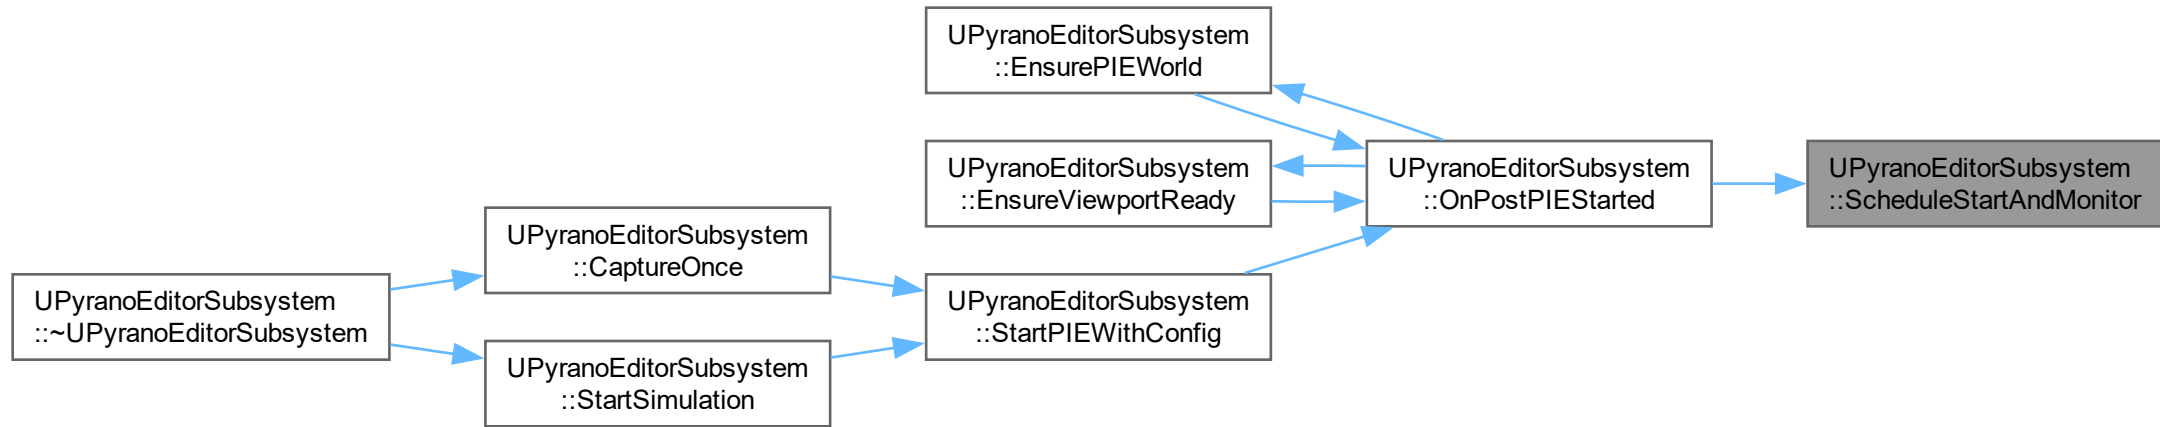 UPyranoEditorSubsystem
::EnsurePIEWorld
UPyranoEditorSubsystem
::EnsureViewportReady
UPyranoEditorSubsystem
::OnPostPIEStarted
UPyranoEditorSubsystem
::ScheduleStartAndMonitor
UPyranoEditorSubsystem
::CaptureOnce
UPyranoEditorSubsystem
::~UPyranoEditorSubsystem
UPyranoEditorSubsystem
::StartPIEWithConfig
UPyranoEditorSubsystem
::StartSimulation